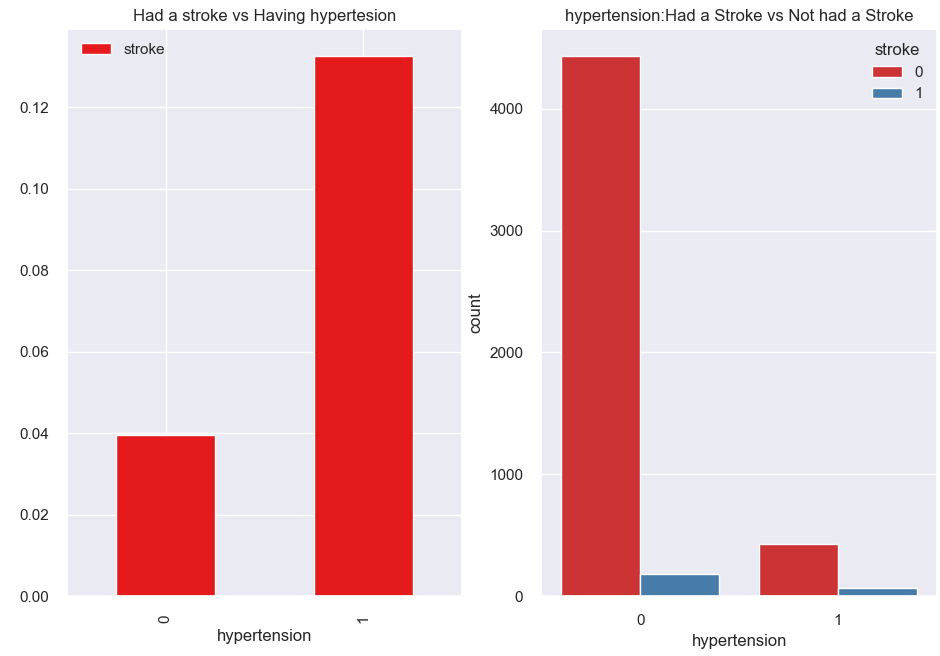 Had a stroke vs Having hypertesion
stroke
0.12
0.10
0.08
0.06
0.04
0.02
0.00
0
1
hypertension
hypertension:Had a Stroke vs Not had a Stroke
stroke
0
1
count
4000
3000
2000
1000
0
0
1
hypertension